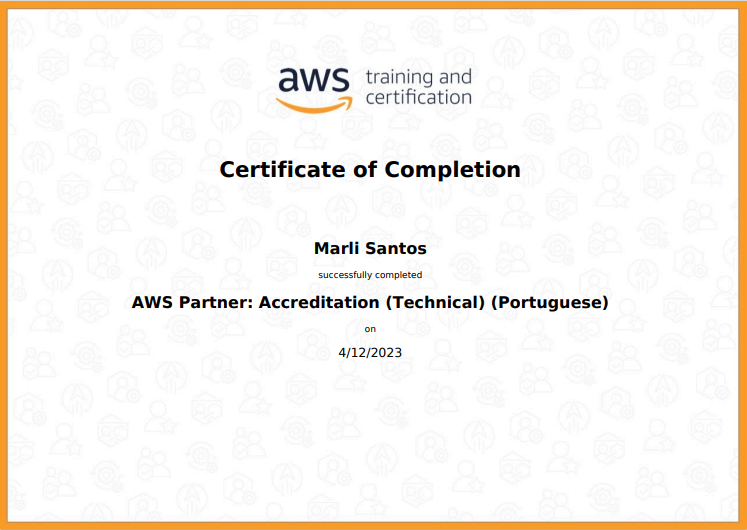 aws training and
certification
Certificate of Completion
Marli Santos
successfully completed
AWS Partner: Accreditation (Technical) (Portuguese)
on
4/12/2023